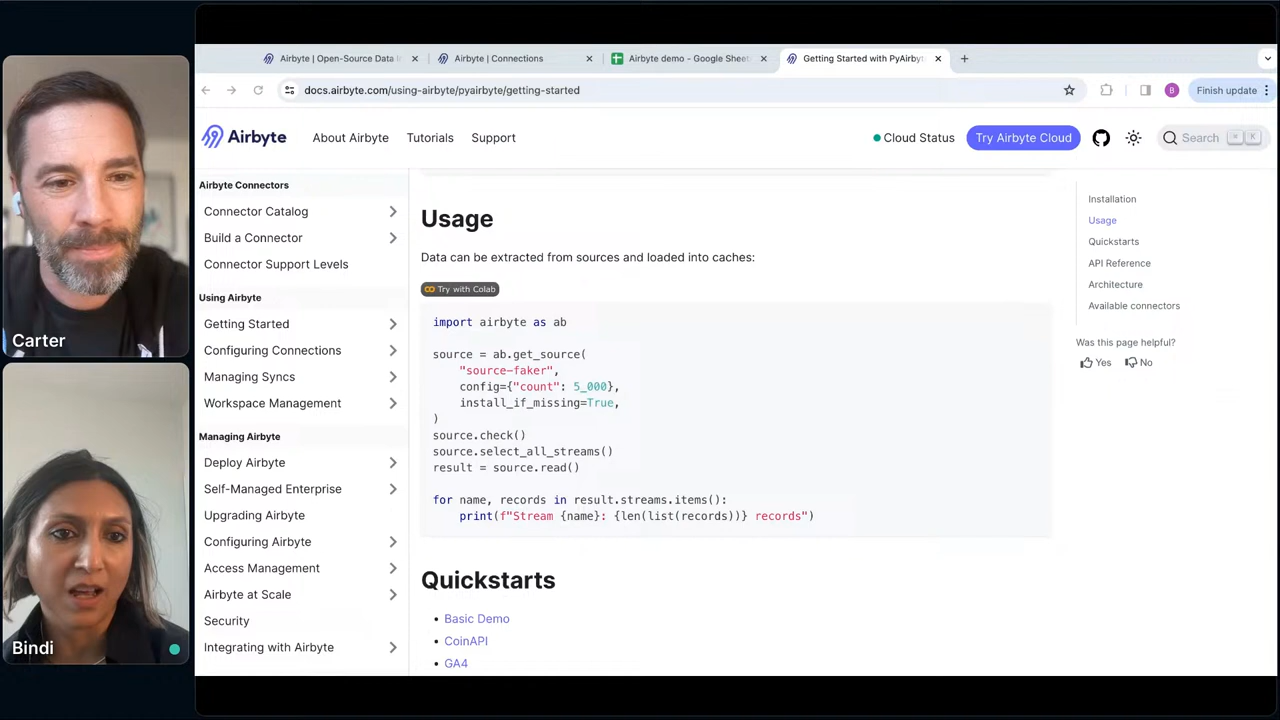 Airbyte | Open-Source Data I
Airbyte | Connections
Airbyte demo - Google Sheet
Getting Started with PyAirbyt
docs.airbyte.com/using-airbyte/pyairbyte/getting-started
B
Finish update
Airbyte
About Airbyte
Tutorials
Support
Cloud Status
Try Airbyte Cloud
Search
K
Airbyte Connectors
Connector Catalog
Build a Connector
Connector Support Levels
Using Airbyte
Getting Started
Configuring Connections
Managing Syncs
Workspace Management
Managing Airbyte
Deploy Airbyte
Self-Managed Enterprise
Upgrading Airbyte
Configuring Airbyte
Access Management
Airbyte at Scale
Security
Integrating with Airbyte
Usage
Data can be extracted from sources and loaded into caches:
Try with Colab
import airbyte as ab
source = ab.get_source(
"source-faker",
config={"count": 5_000},
install_if_missing=True,
)
source.check()
source.select_all_streams()
result = source.read()
for name, records in result.streams.items():
print(f"Stream {name}: {len(list(records))} records")
Quickstarts
• Basic Demo
• CoinAPI
• GA4
Installation
Usage
Quickstarts
API Reference
Architecture
Available connectors
Was this page helpful?
Yes
No
Carter
Bindi